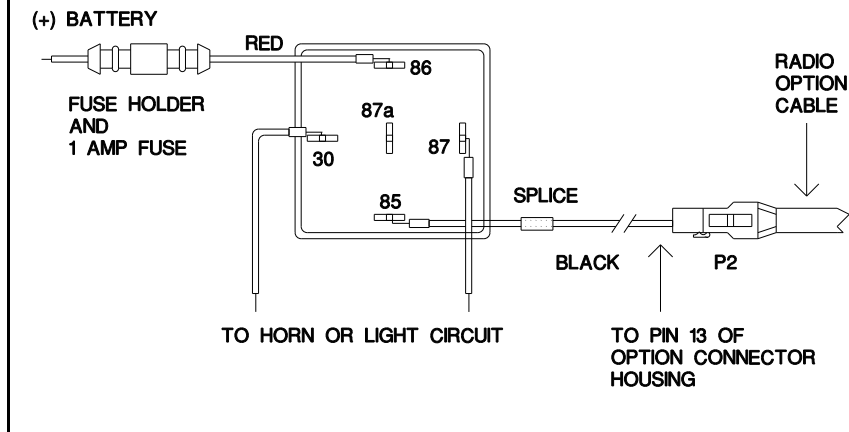 (+) BATTERY
RED
86
RADIO
OPTION
CABLE
FUSE HOLDER
AND
1 AMP FUSE
87a
30
87
85
SPLICE
BLACK
P2
TO HORN OR LIGHT CIRCUIT
TO PIN 13 OF
OPTION CONNECTOR
HOUSING